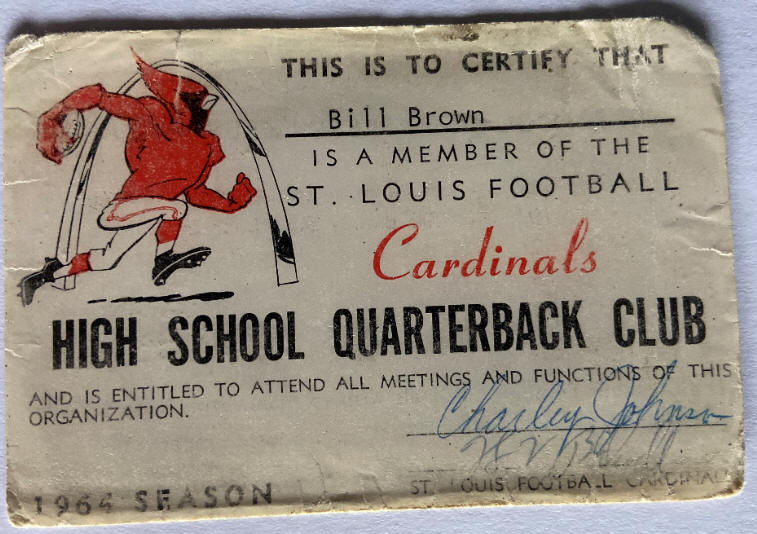 THIS IS TO CERTIFY THAT
Bill Brown
IS A MEMBER OF THE
ST. LOUIS FOOTBALL
Cardinals
HIGH SCHOOL QUARTERBACK CLUB
AND IS ENTITLED TO ATTEND ALL MEETINGS AND FUNCTIONS OF THIS
ORGANIZATION.
Charley Johnson
ST. LOUIS FOOTBALL CARDINALS
1964 SEASON